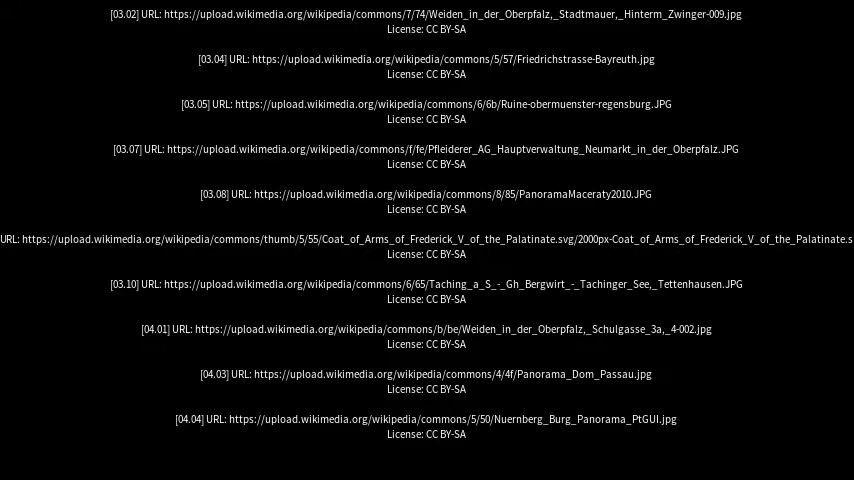 [03.02] URL: https://upload.wikimedia.org/wikipedia/commons/7/74/Weiden_in_der_Oberpfalz,_Stadtmauer,_Hinterm_Zwinger-009.jpg
License: CC BY-SA
[03.04] URL: https://upload.wikimedia.org/wikipedia/commons/5/57/Friedrichstrasse-Bayreuth.jpg
License: CC BY-SA
[03.05] URL: https://upload.wikimedia.org/wikipedia/commons/6/6b/Ruine-obermuenster-regensburg.JPG
License: CC BY-SA
[03.07] URL: https://upload.wikimedia.org/wikipedia/commons/f/fe/Pfleiderer_AG_Hauptverwaltung_Neumarkt_in_der_Oberpfalz.JPG
License: CC BY-SA
[03.08] URL: https://upload.wikimedia.org/wikipedia/commons/8/85/PanoramaMaceraty2010.JPG
License: CC BY-SA
URL: https://upload.wikimedia.org/wikipedia/commons/thumb/5/55/Coat_of_Arms_of_Frederick_V_of_the_Palatinate.svg/2000px-Coat_of_Arms_of_Frederick_V_of_the_Palatinate.s
License: CC BY-SA
[03.10] URL: https://upload.wikimedia.org/wikipedia/commons/6/65/Taching_a_S_-_Gh_Bergwirt_-_Tachinger_See,_Tettenhausen.JPG
License: CC BY-SA
[04.01] URL: https://upload.wikimedia.org/wikipedia/commons/b/be/Weiden_in_der_Oberpfalz,_Schulgasse_3a,_4-002.jpg
License: CC BY-SA
[04.03] URL: https://upload.wikimedia.org/wikipedia/commons/4/4f/Panorama_Dom_Passau.jpg
License: CC BY-SA
[04.04] URL: https://upload.wikimedia.org/wikipedia/commons/5/50/Nuernberg_Burg_Panorama_PtGUI.jpg
License: CC BY-SA